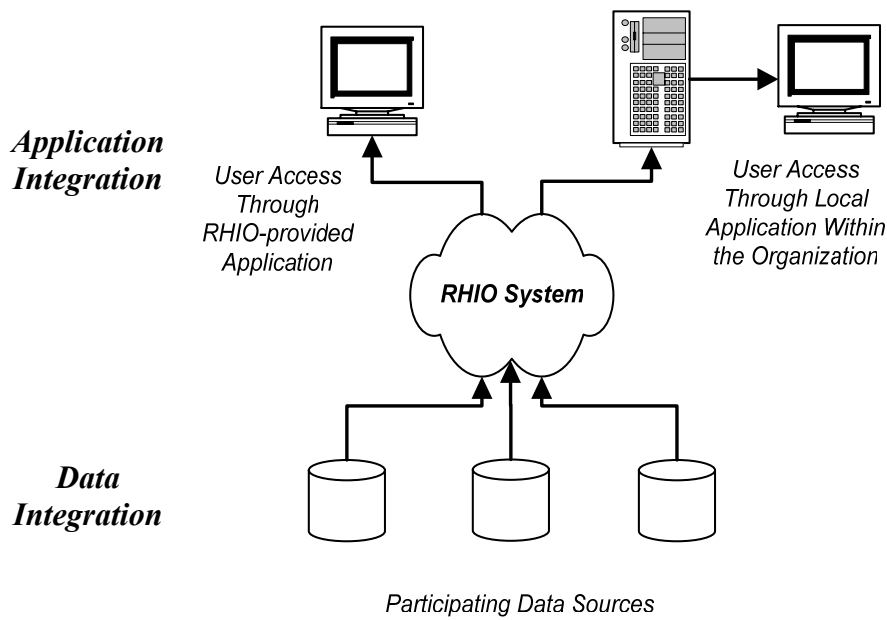 Application
Integration
User Access
Through
RHIO-provided
Application
User Access
Through Local
Application Within
the Organization
RHIO System
Data
Integration
Participating Data Sources